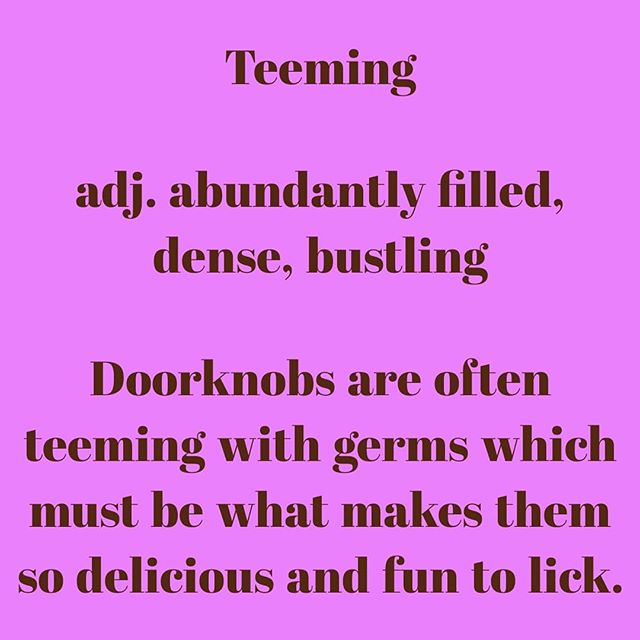 Teeming
adj. abundantly filled,
dense, bustling
Doorknobs are often
teeming with germs which
must be what makes them
so delicious and fun to lick.